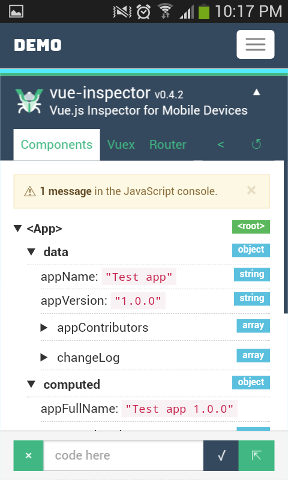 10:17 PM
DEMO
vue-inspector v0.4.2
Vue.js Inspector for Mobile Devices
Components Vuex Router < ↺
⚠ 1 message in the JavaScript console. ×
▼ <App> <root>
▼ data object
appName: "Test app" string
appVersion: "1.0.0" string
▶ appContributors array
▶ changeLog array
▼ computed object
appFullName: "Test app 1.0.0"
× code here ✓